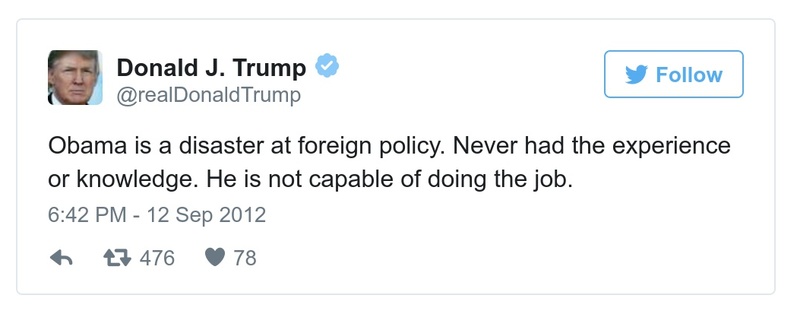 Donald J. Trump
@realDonaldTrump
Follow
Obama is a disaster at foreign policy. Never had the experience
or knowledge. He is not capable of doing the job.
6:42 PM - 12 Sep 2012
476 78